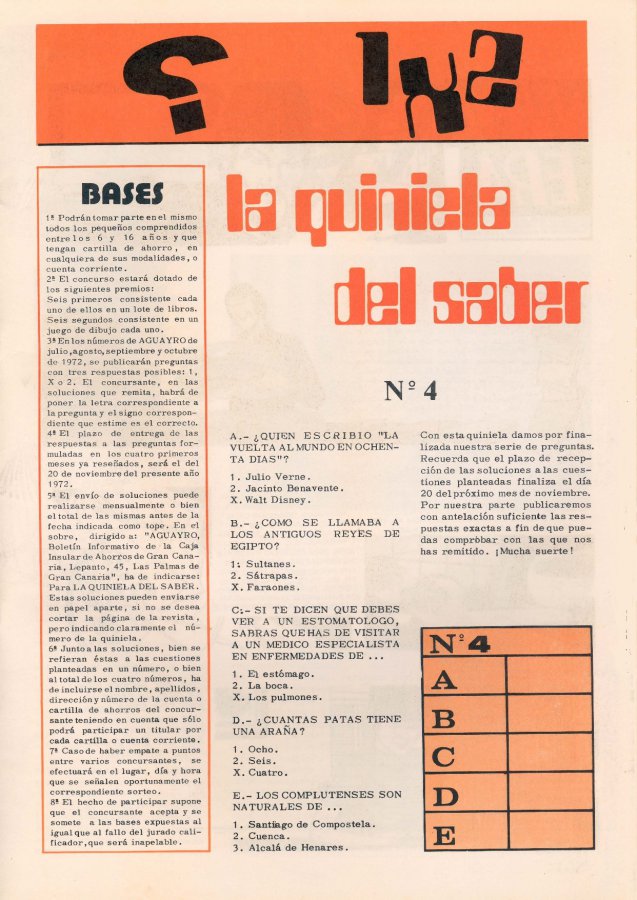 ? 1X2
BASES
1ª Podrán tomar parte en el mismo
todos los pequeños comprendidos
entre los 6 y 16 años y que
tengan cartilla de ahorro, en
cualquiera de sus modalidades, o
cuenta corriente.
2ª El concurso estará dotado de
los siguientes premios:
Seis primeros consistente cada
uno de ellos en un lote de libros.
Seis segundos consistente en un
juego de dibujo cada uno.
3ª En los números de AGUAYRO de
julio, agosto, septiembre y octubre
de 1972, se publicarán preguntas
con tres respuestas posibles: 1,
X o 2. El concursante, en las
soluciones que remita, habrá de
poner la letra correspondiente a
la pregunta y el signo correspon-
diente que estime es el correcto.
4ª El plazo de entrega de las
respuestas a las preguntas for-
muladas en los cuatro primeros
meses ya reseñados, será el del
20 de noviembre del presente año
1972.
5ª El envío de soluciones puede
realizarse mensualmente o bien
el total de las mismas antes de la
fecha indicada como tope. En el
sobre, dirigido a: "AGUAYRO,
Boletín Informativo de la Caja
Insular de Ahorros de Gran Cana-
ria, Lepanto, 45, Las Palmas de
Gran Canaria", ha de indicarse:
Para LA QUINIELA DEL SABER.
Estas soluciones pueden enviarse
en papel aparte, si no se desea
cortar la página de la revista,
pero indicando claramente el nú-
mero de la quiniela.
6ª Junto a las soluciones, bien se
refieran éstas a las cuestiones
planteadas en un número, o bien
al total de los cuatro números, ha
de incluirse el nombre, apellidos,
dirección y número de la cuenta o
cartilla de ahorros del concur-
sante teniendo en cuenta que sólo
podrá participar un titular por
cada cartilla o cuenta corriente.
7ª Caso de haber empate a puntos
entre varios concursantes, se
efectuará en el lugar, día y hora
que se señalen oportunamente el
correspondiente sorteo.
8ª El hecho de participar supone
que el concursante acepta y se
somete a las bases expuestas al
igual que al fallo del jurado cali-
ficador, que será inapelable.
la quiniela
del saber
Nº 4
A.- ¿QUIEN ESCRIBIO "LA
VUELTA AL MUNDO EN OCHEN-
TA DIAS"?
1. Julio Verne.
2. Jacinto Benavente.
X. Walt Disney.
B.- ¿COMO SE LLAMABA A
LOS ANTIGUOS REYES DE
EGIPTO?
1: Sultanes.
2: Sátrapas.
X. Faraones.
C:- SI TE DICEN QUE DEBES
VER A UN ESTOMATOLOGO,
SABRAS QUE HAS DE VISITAR
A UN MEDICO ESPECIALISTA
EN ENFERMEDADES DE ...
1. El estómago.
2. La boca.
X. Los pulmones.
D.- ¿CUANTAS PATAS TIENE
UNA ARAÑA?
1. Ocho.
2. Seis.
X. Cuatro.
E.- LOS COMPLUTENSES SON
NATURALES DE ...
1. Santiago de Compostela.
2. Cuenca.
3. Alcalá de Henares.
Con esta quiniela damos por fina-
lizada nuestra serie de preguntas.
Recuerda que el plazo de recep-
ción de las soluciones a las cues-
tiones planteadas finaliza el día
20 del próximo mes de noviembre.
Por nuestra parte publicaremos
con antelación suficiente las res-
puestas exactas a fin de que pue-
das comprobar con las que nos
has remitido. ¡Mucha suerte!
Nº 4
A
B
C
D
E